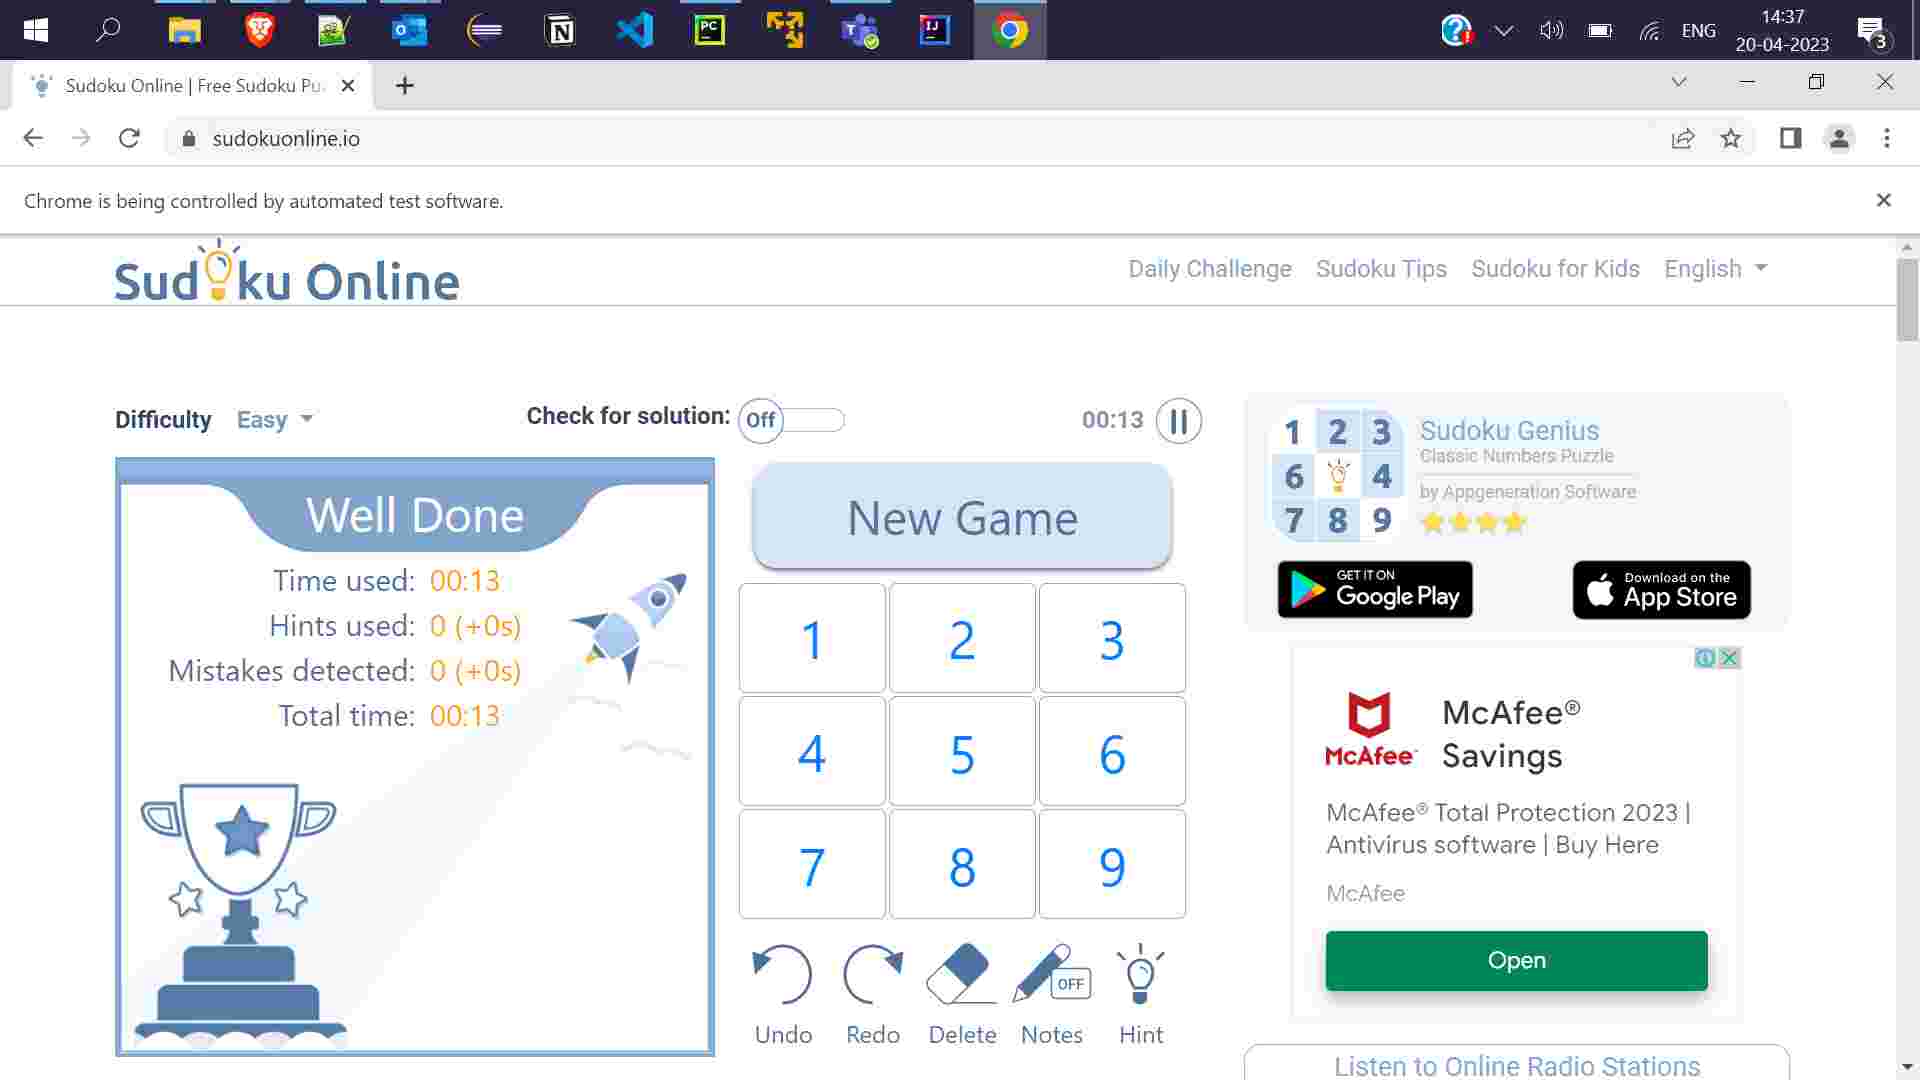 PC
IJ
ENG
14:37
20-04-2023
3
Sudoku Online | Free Sudoku Pu
sudokuonline.io
Chrome is being controlled by automated test software.
Sudoku Online
Daily Challenge Sudoku Tips Sudoku for Kids English
Difficulty Easy
Check for solution: Off
00:13
Well Done
Time used: 00:13
Hints used: 0 (+0s)
Mistakes detected: 0 (+0s)
Total time: 00:13
New Game
1 2 3
4 5 6
7 8 9
OFF
Undo Redo Delete Notes Hint
1 2 3
6 4
7 8 9
Sudoku Genius
Classic Numbers Puzzle
by Appgeneration Software
GET IT ON
Google Play
Download on the
App Store
McAfee
McAfee®
Savings
McAfee® Total Protection 2023 |
Antivirus software | Buy Here
McAfee
Open
Listen to Online Radio Stations